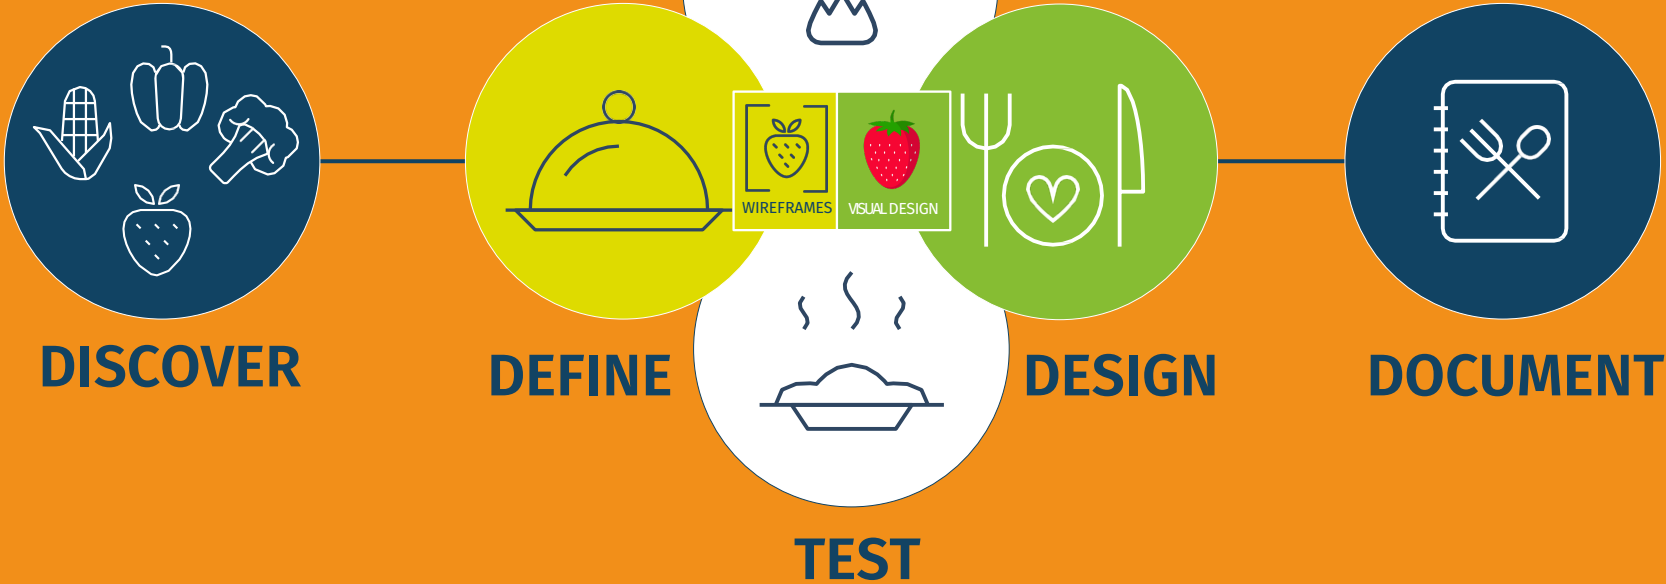 WIREFRAMES
VISUAL DESIGN
DISCOVER
DEFINE
DESIGN
DOCUMENT
TEST